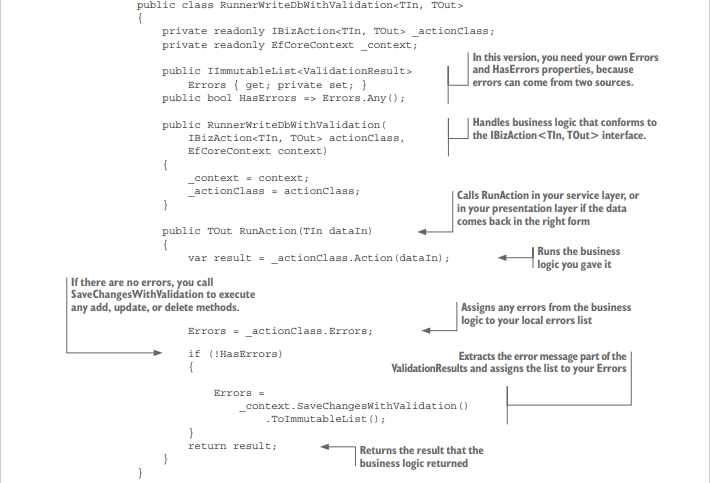 public class RunnerWriteDbWithValidation<TIn, TOut>
{
private readonly IBizAction<TIn, TOut> _actionClass;
private readonly EfCoreContext _context;
In this version, you need your own Errors
and HasErrors properties, because
errors can come from two sources.
public IImmutableList<ValidationResult>
Errors { get; private set; }
public bool HasErrors => Errors.Any();
Handles business logic that conforms to
the IBizAction<TIn, TOut> interface.
public RunnerWriteDbWithValidation(
IBizAction<TIn, TOut> actionClass,
EfCoreContext context)
{
_context = context;
_actionClass = actionClass;
}
Calls RunAction in your service layer, or
in your presentation layer if the data
comes back in the right form
public TOut RunAction(TIn dataIn)
{
var result = _actionClass.Action(dataIn);
Runs the business
logic you gave it
If there are no errors, you call
SaveChangesWithValidation to execute
any add, update, or delete methods.
Assigns any errors from the business
logic to your local errors list
Errors = _actionClass.Errors;
if (!HasErrors)
{
Extracts the error message part of the
ValidationResults and assigns the list to your Errors
Errors =
_context.SaveChangesWithValidation()
.ToImmutableList();
}
return result;
Returns the result that the
business logic returned
}
}